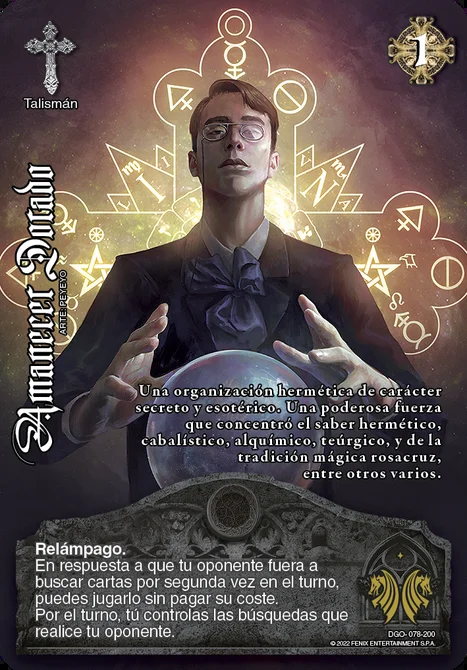 1
Talismán
Amanecer Dorado
ARTE: PEYEYO
Una organización hermética de carácter
secreto y esotérico. Una poderosa fuerza
que concentró el saber hermético,
cabalístico, alquímico, teúrgico, y de la
tradición mágica rosacruz,
entre otros varios.
Relámpago.
En respuesta a que tu oponente fuera a
buscar cartas por segunda vez en el turno,
puedes jugarlo sin pagar su coste.
Por el turno, tú controlas las búsquedas que
realice tu oponente.
DGO- 078-200
© 2022 FENIX ENTERTAINMENT S.P.A.